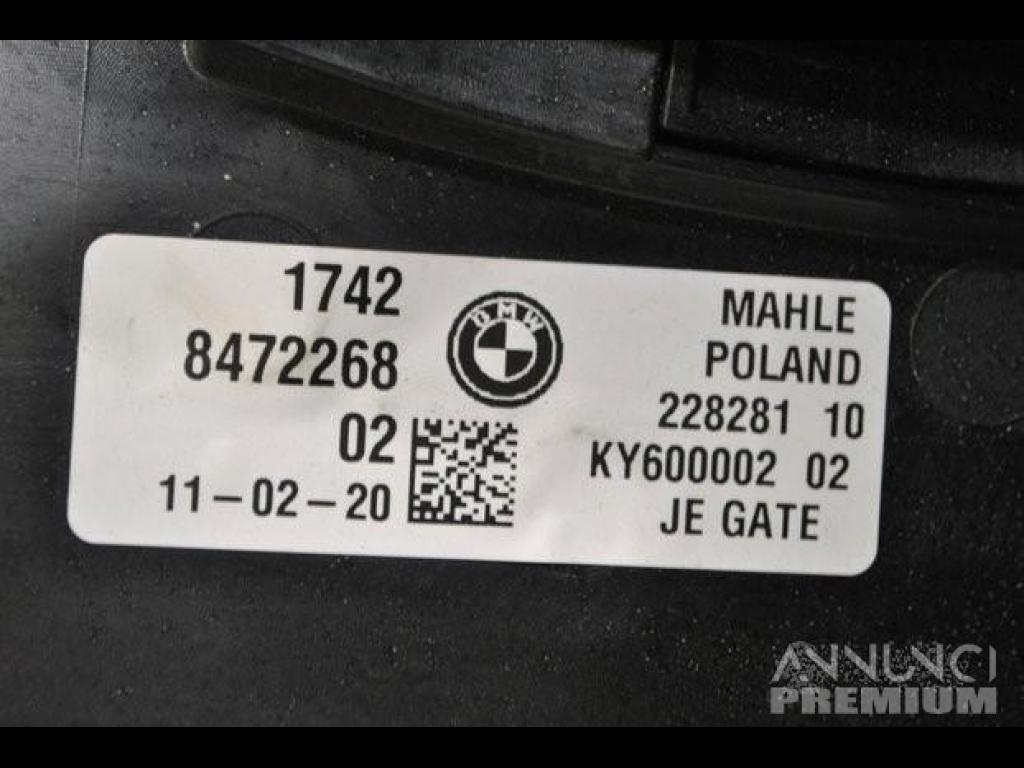 1742
8472268
02
11-02-20
BMW
MAHLE
POLAND
228281 10
KY600002 02
JE GATE
ANNUNCI
PREMIUM